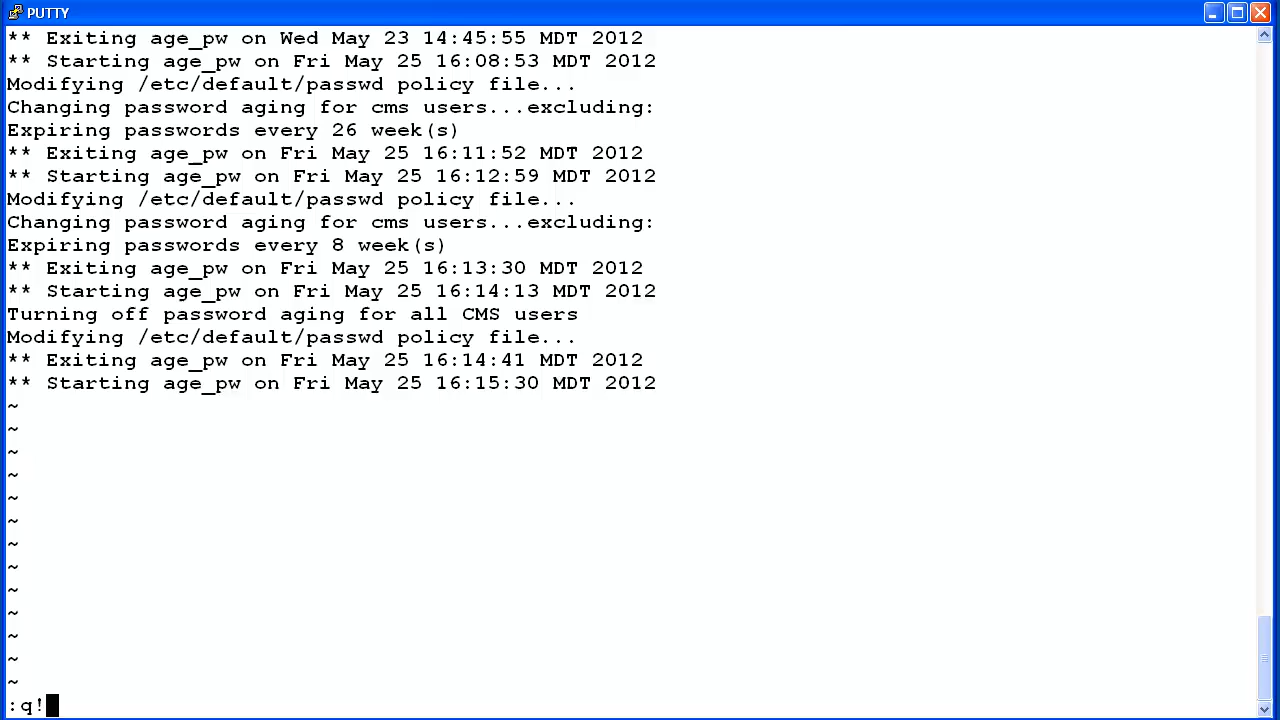 PUTTY
** Exiting age_pw on Wed May 23 14:45:55 MDT 2012
** Starting age_pw on Fri May 25 16:08:53 MDT 2012
Modifying /etc/default/passwd policy file...
Changing password aging for cms users...excluding:
Expiring passwords every 26 week(s)
** Exiting age_pw on Fri May 25 16:11:52 MDT 2012
** Starting age_pw on Fri May 25 16:12:59 MDT 2012
Modifying /etc/default/passwd policy file...
Changing password aging for cms users...excluding:
Expiring passwords every 8 week(s)
** Exiting age_pw on Fri May 25 16:13:30 MDT 2012
** Starting age_pw on Fri May 25 16:14:13 MDT 2012
Turning off password aging for all CMS users
Modifying /etc/default/passwd policy file...
** Exiting age_pw on Fri May 25 16:14:41 MDT 2012
** Starting age_pw on Fri May 25 16:15:30 MDT 2012
~
~
~
~
~
~
~
~
~
~
~
~
~
:q!